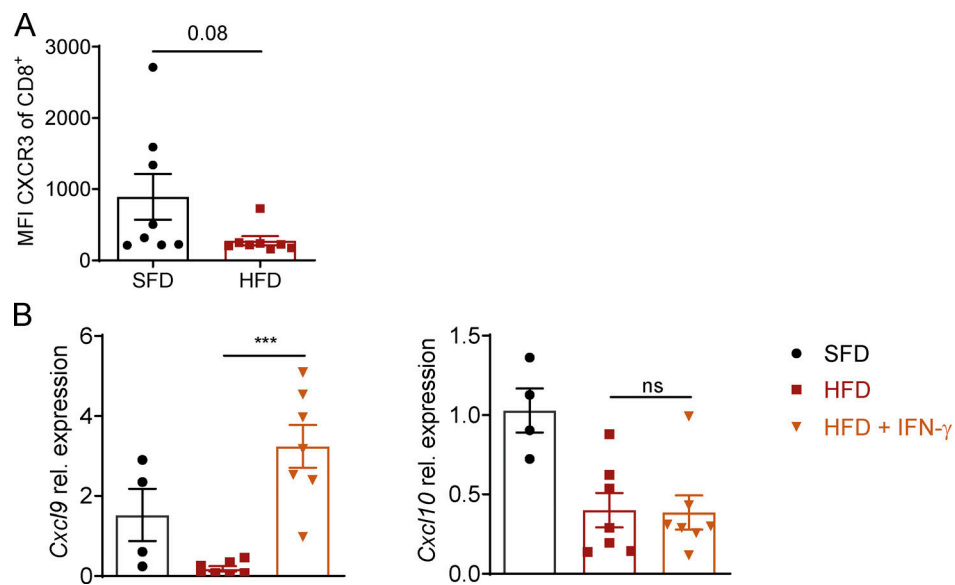 A
MFI CXCR3 of CD8⁺
3000
2000
1000
0
0.08
SFD
HFD
B
Cxcl9 rel. expression
6
4
2
0
***
Cxcl10 rel. expression
1.5
1.0
0.5
0.0
ns
SFD
HFD
HFD + IFN-γ